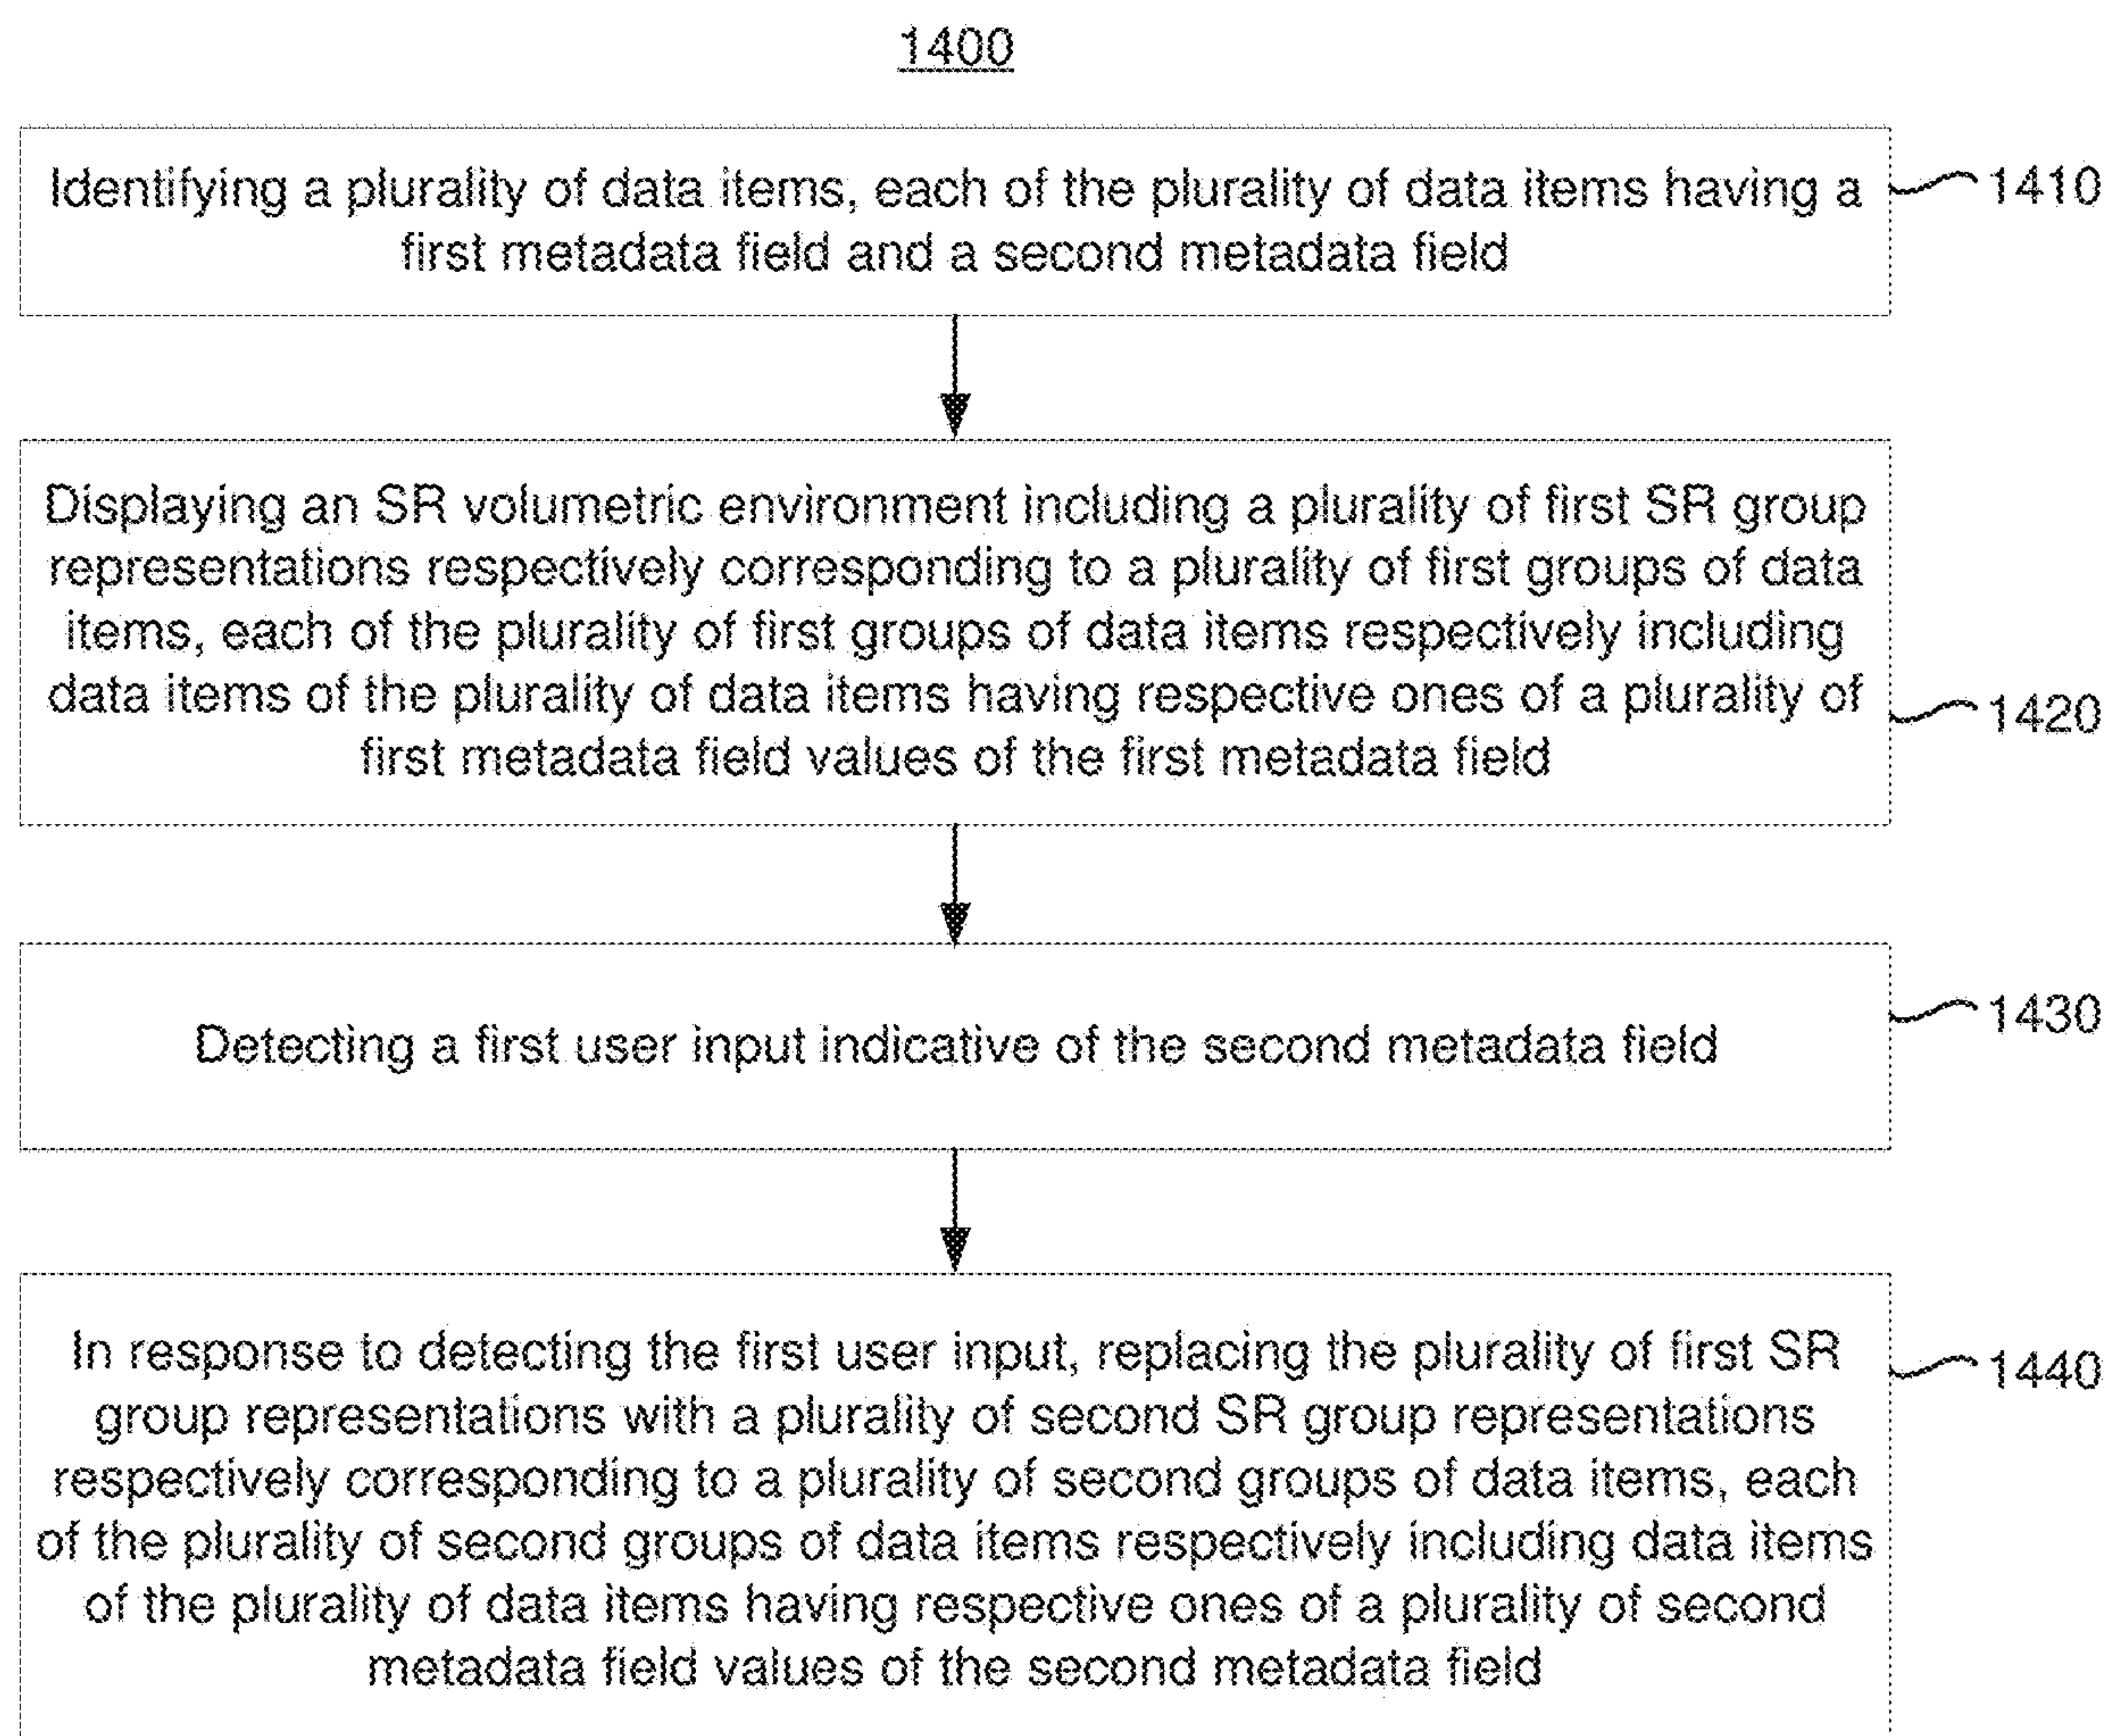 1400
Identifying a plurality of data items, each of the plurality of data items having a
first metadata field and a second metadata field
1410
Displaying an SR volumetric environment including a plurality of first SR group
representations respectively corresponding to a plurality of first groups of data
items, each of the plurality of first groups of data items respectively including
data items of the plurality of data items having respective ones of a plurality of
first metadata field values of the first metadata field
1420
Detecting a first user input indicative of the second metadata field
1430
In response to detecting the first user input, replacing the plurality of first SR
group representations with a plurality of second SR group representations
respectively corresponding to a plurality of second groups of data items, each
of the plurality of second groups of data items respectively including data items
of the plurality of data items having respective ones of a plurality of second
metadata field values of the second metadata field
1440